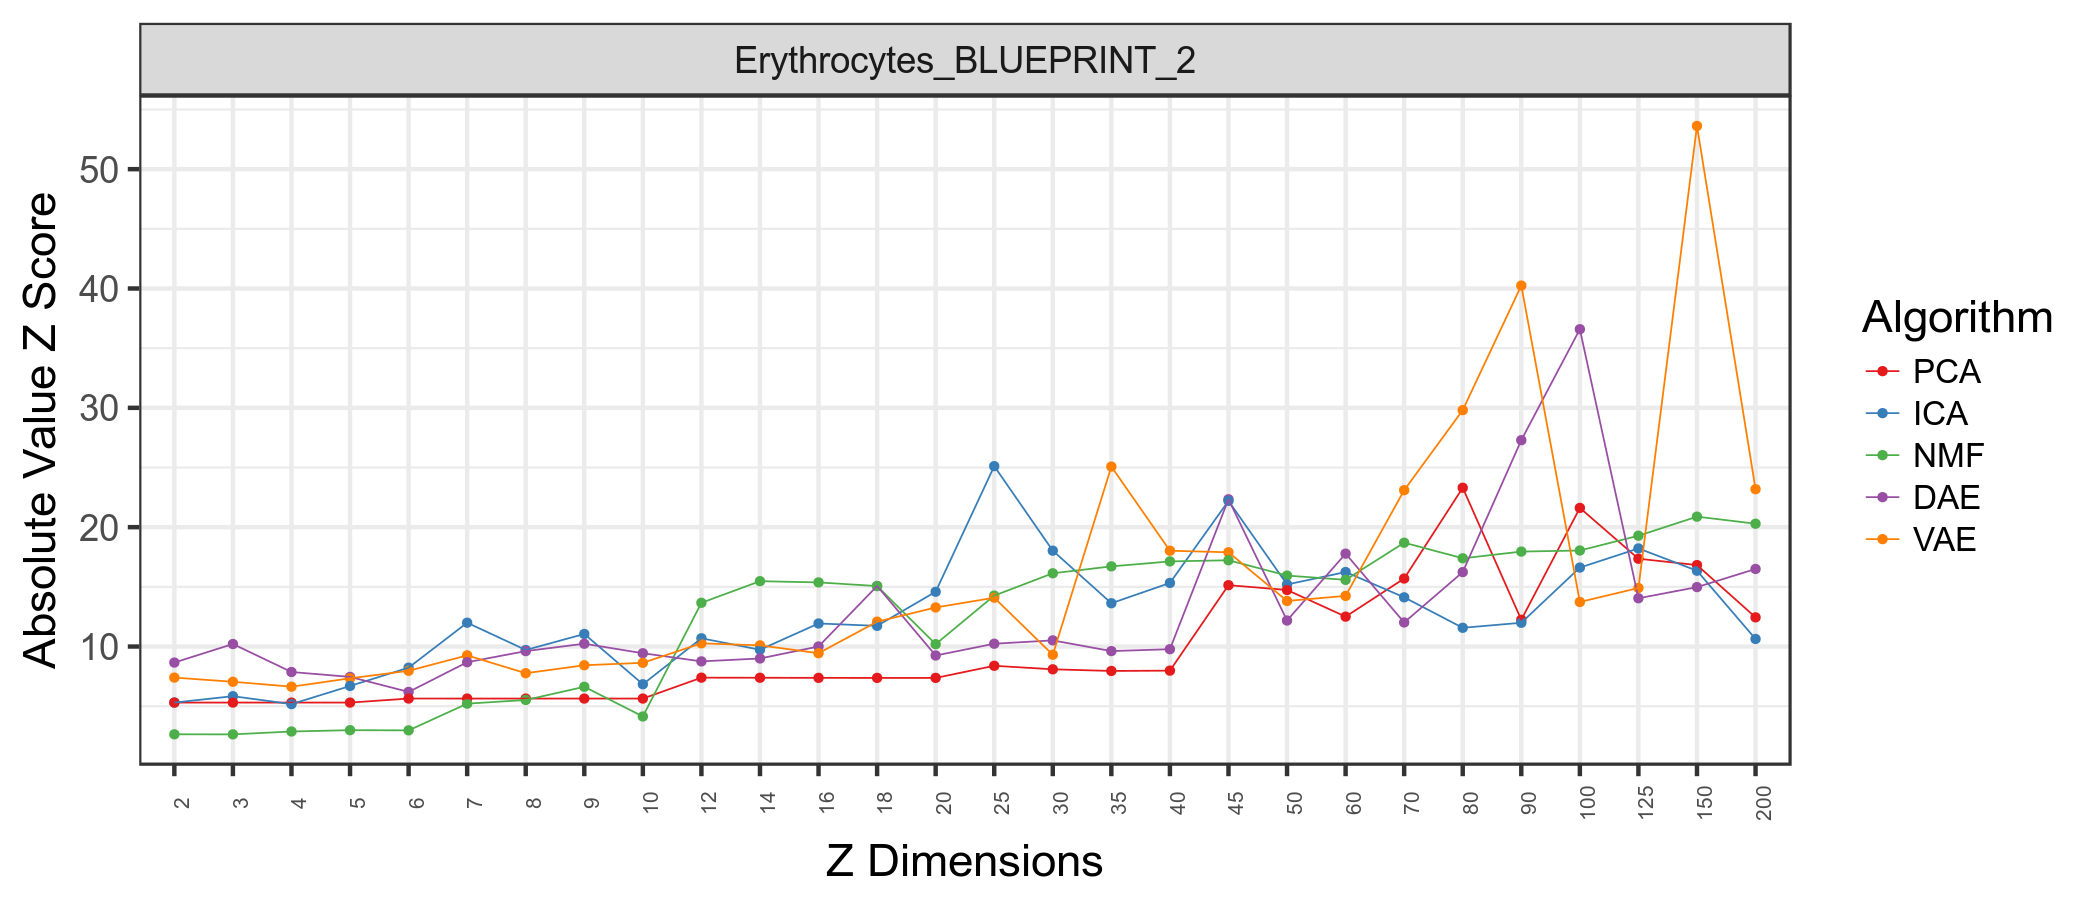 Erythrocytes_BLUEPRINT_2
Absolute Value Z Score
50
40
30
20
10
2 3 4 5 6 7 8 9 10 12 14 16 18 20 25 30 35 40 45 50 60 70 80 90 100 125 150 200
Z Dimensions
Algorithm
PCA
ICA
NMF
DAE
VAE